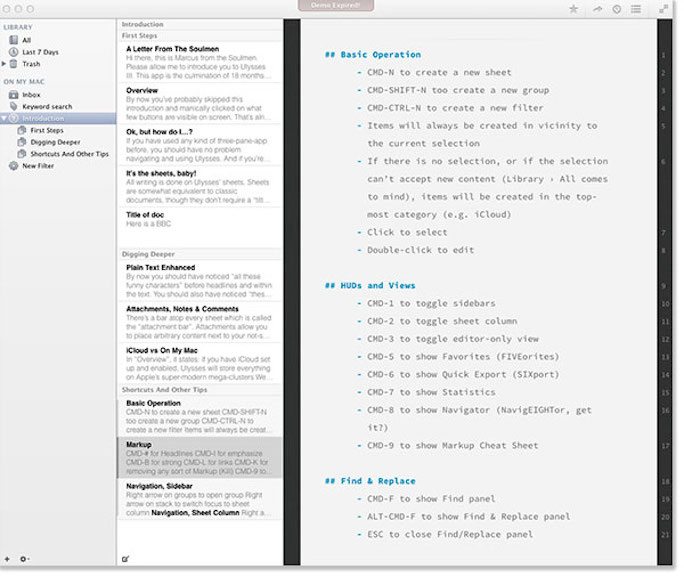 Demo Expired!
LIBRARY
All
Last 7 Days
Trash
ON MY MAC
Inbox
Keyword search
Introduction
First Steps
Digging Deeper
Shortcuts And Other Tips
New Filter
Introduction
First Steps
A Letter From The Soulmen
Hi there, this is Marcus from the Soulmen.
Please allow me to introduce you to Ulysses
III. This app is the culmination of 18 months…
Overview
By now you've probably skipped this
introduction and manically clicked on what
few buttons are visible on screen. That's aln…
Ok, but how do I…?
If you have used any kind of three-pane-app
before, you should have no problem
navigating and using Ulysses. And if you're…
It's the sheets, baby!
All writing is done on Ulysses' sheets. Sheets
are somewhat equivalent to classic
documents, though they don't require a "titl…
Title of doc
Here is a BBC
Digging Deeper
Plain Text Enhanced
By now you should have noticed "all these
funny characters" before headlines and within
the text. You should also have noticed "thes…
Attachments, Notes & Comments
There's a bar atop every sheet which is called
the "attachment bar". Attachments allow you
to place arbitrary content next to your not-s…
iCloud vs On My Mac
In "Overview", it states: if you have iCloud set
up and enabled, Ulysses will store everything
on Apple's super-modern mega-clusters We…
Shortcuts And Other Tips
Basic Operation
CMD-N to create a new sheet CMD-SHIFT-N
too create a new group CMD-CTRL-N to
create a new filter Items will always be creat…
Markup
CMD-# for Headlines CMD-I for emphasize
CMD-B for strong CMD-L for links CMD-K for
removing any sort of Markup (Kill) CMD-9 to…
Navigation, Sidebar
Right arrow on groups to open group Right
arrow on stack to switch focus to sheet
column Navigation, Sheet Column Right a…
## Basic Operation 1
- CMD-N to create a new sheet 2
- CMD-SHIFT-N too create a new group 3
- CMD-CTRL-N to create a new filter 4
- Items will always be created in vicinity to 5
the current selection
- If there is no selection, or if the selection 6
can't accept new content (Library › All comes
to mind), items will be created in the top-
most category (e.g. iCloud)
- Click to select 7
- Double-click to edit 8
## HUDs and Views 9
- CMD-1 to toggle sidebars 10
- CMD-2 to toggle sheet column 11
- CMD-3 to toggle editor-only view 12
- CMD-5 to show Favorites (FIVEorites) 13
- CMD-6 to show Quick Export (SIXport) 14
- CMD-7 to show Statistics 15
- CMD-8 to show Navigator (NavigEIGHTor, get 16
it?)
- CMD-9 to show Markup Cheat Sheet 17
## Find & Replace 18
- CMD-F to show Find panel 19
- ALT-CMD-F to show Find & Replace panel 20
- ESC to close Find/Replace panel 21